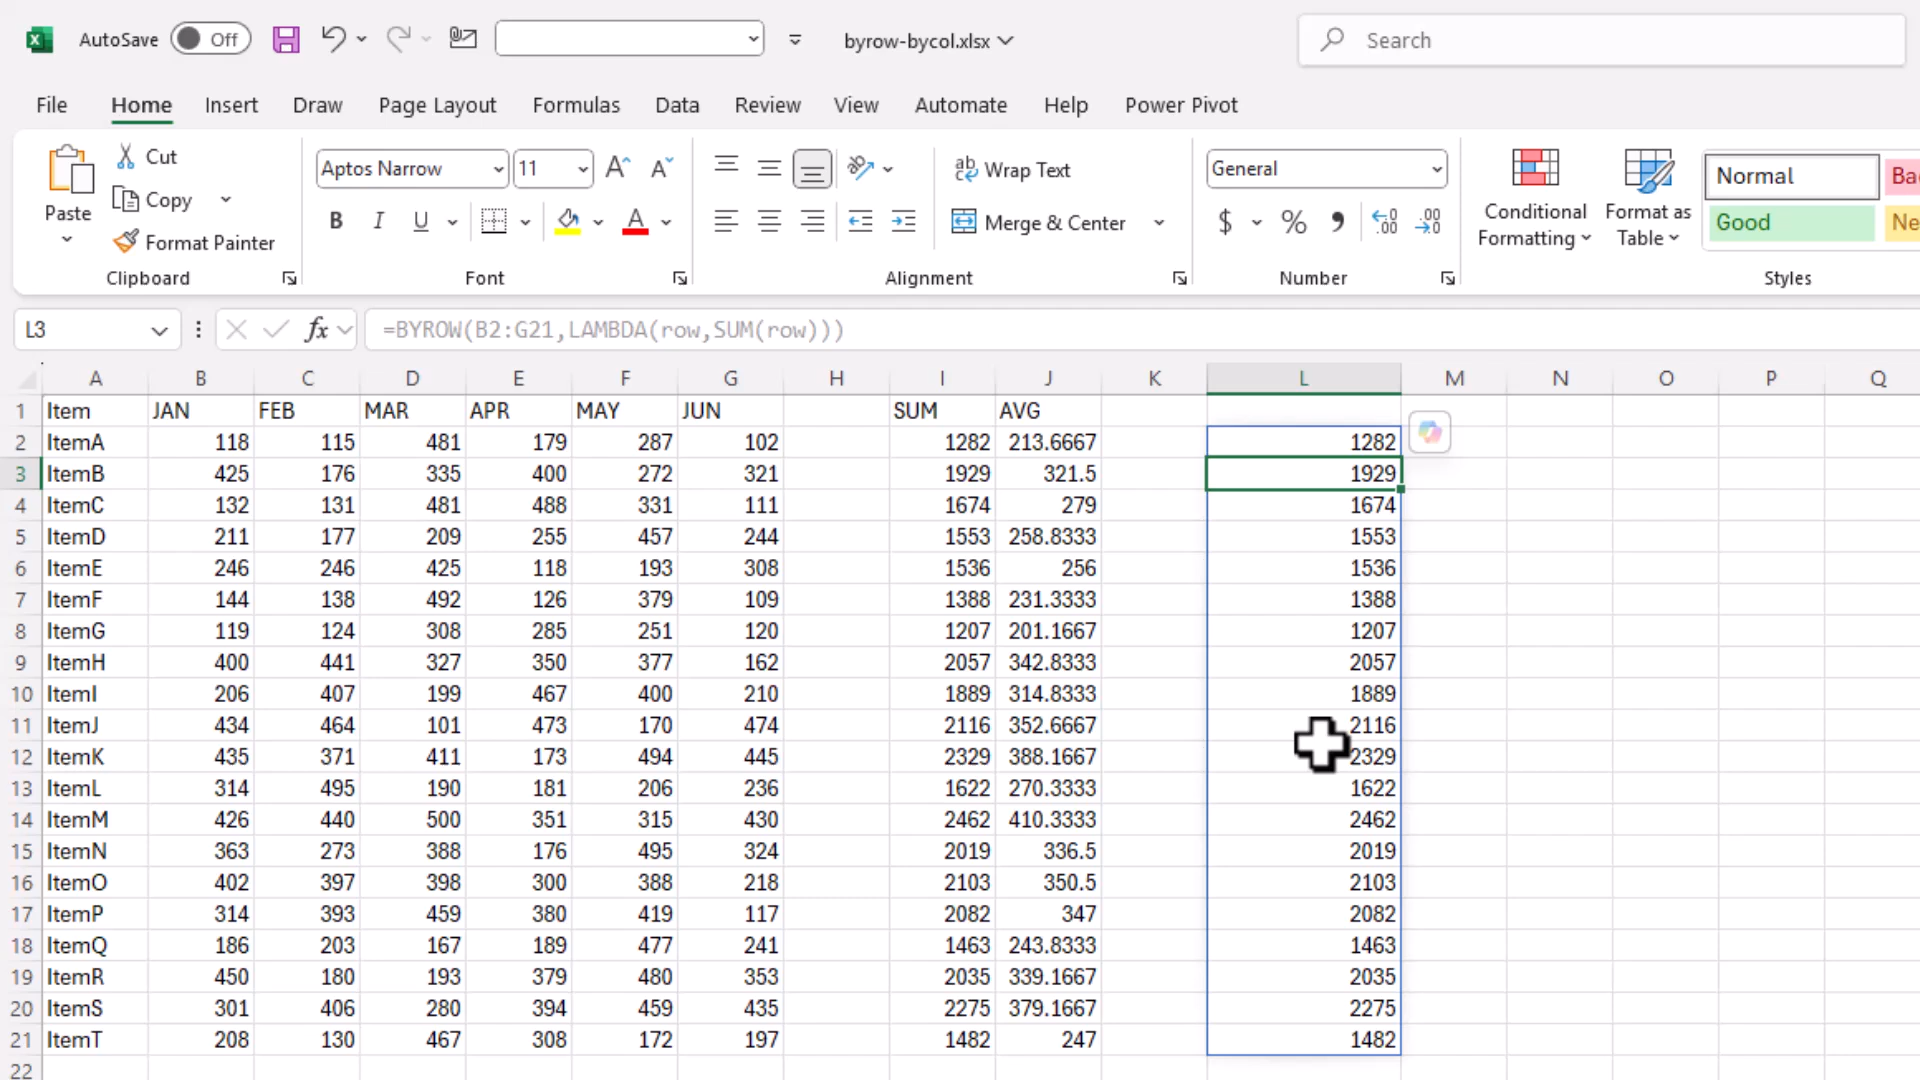 AutoSave Off byrow-bycol.xlsx Search
File Home Insert Draw Page Layout Formulas Data Review View Automate Help Power Pivot
Paste Cut Copy Format Painter
Clipboard
Aptos Narrow 11
B I U A
Font
Wrap Text
Merge & Center
Alignment
General
$ % 9
Number
Conditional Formatting Format as Table
Normal Bad
Good Ne
Styles
L3 fx =BYROW(B2:G21,LAMBDA(row,SUM(row)))
A B C D E F G H I J K L M N O P Q
1 Item JAN FEB MAR APR MAY JUN SUM AVG
2 ItemA 118 115 481 179 287 102 1282 213.6667 1282
3 ItemB 425 176 335 400 272 321 1929 321.5 1929
4 ItemC 132 131 481 488 331 111 1674 279 1674
5 ItemD 211 177 209 255 457 244 1553 258.8333 1553
6 ItemE 246 246 425 118 193 308 1536 256 1536
7 ItemF 144 138 492 126 379 109 1388 231.3333 1388
8 ItemG 119 124 308 285 251 120 1207 201.1667 1207
9 ItemH 400 441 327 350 377 162 2057 342.8333 2057
10 ItemI 206 407 199 467 400 210 1889 314.8333 1889
11 ItemJ 434 464 101 473 170 474 2116 352.6667 2116
12 ItemK 435 371 411 173 494 445 2329 388.1667 2329
13 ItemL 314 495 190 181 206 236 1622 270.3333 1622
14 ItemM 426 440 500 351 315 430 2462 410.3333 2462
15 ItemN 363 273 388 176 495 324 2019 336.5 2019
16 ItemO 402 397 398 300 388 218 2103 350.5 2103
17 ItemP 314 393 459 380 419 117 2082 347 2082
18 ItemQ 186 203 167 189 477 241 1463 243.8333 1463
19 ItemR 450 180 193 379 480 353 2035 339.1667 2035
20 ItemS 301 406 280 394 459 435 2275 379.1667 2275
21 ItemT 208 130 467 308 172 197 1482 247 1482
22